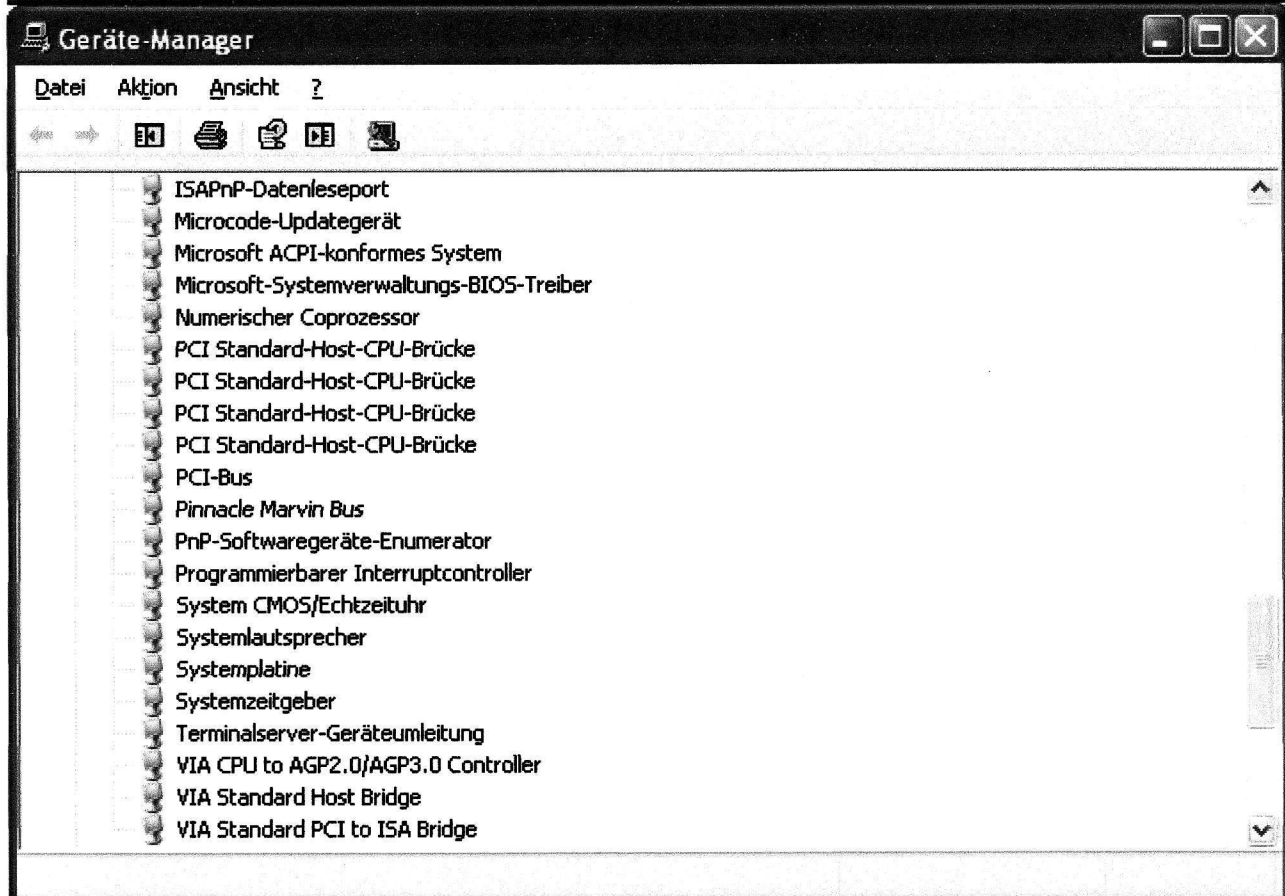 Geräte-Manager
Datei Aktion Ansicht ?
ISAPnP-Datenleseport
Microcode-Updategerät
Microsoft ACPI-konformes System
Microsoft-Systemverwaltungs-BIOS-Treiber
Numerischer Coprozessor
PCI Standard-Host-CPU-Brücke
PCI Standard-Host-CPU-Brücke
PCI Standard-Host-CPU-Brücke
PCI Standard-Host-CPU-Brücke
PCI-Bus
Pinnacle Marvin Bus
PnP-Softwaregeräte-Enumerator
Programmierbarer Interruptcontroller
System CMOS/Echtzeituhr
Systemlautsprecher
Systemplatine
Systemzeitgeber
Terminalserver-Geräteumleitung
VIA CPU to AGP2.0/AGP3.0 Controller
VIA Standard Host Bridge
VIA Standard PCI to ISA Bridge